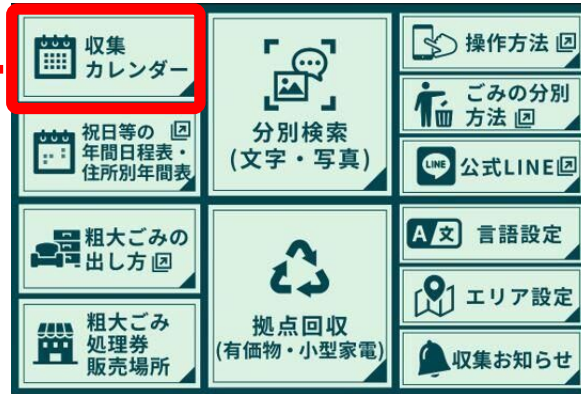 収集
カレンダー
祝日等の
年間日程表・
住所別年間表
粗大ごみの
出し方
粗大ごみ
処理券
販売場所
分別検索
(文字・写真)
拠点回収
(有価物・小型家電)
操作方法
ごみの分別
方法
LINE
公式LINE
A文
言語設定
エリア設定
収集お知らせ